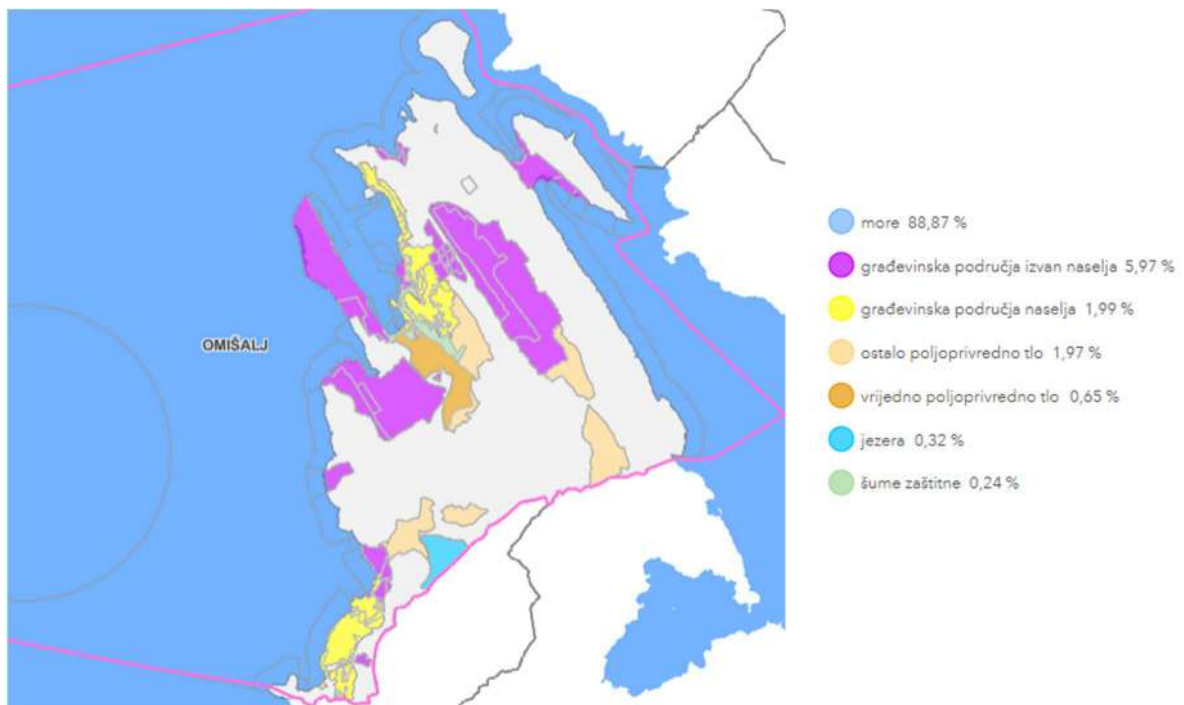 OMIŠALJ
more 88,87 %
građevinska područja izvan naselja 5,97 %
građevinska područja naselja 1,99 %
ostalo poljoprivredno tlo 1,97 %
vrijedno poljoprivredno tlo 0,65 %
jezera 0,32 %
šume zaštitne 0,24 %